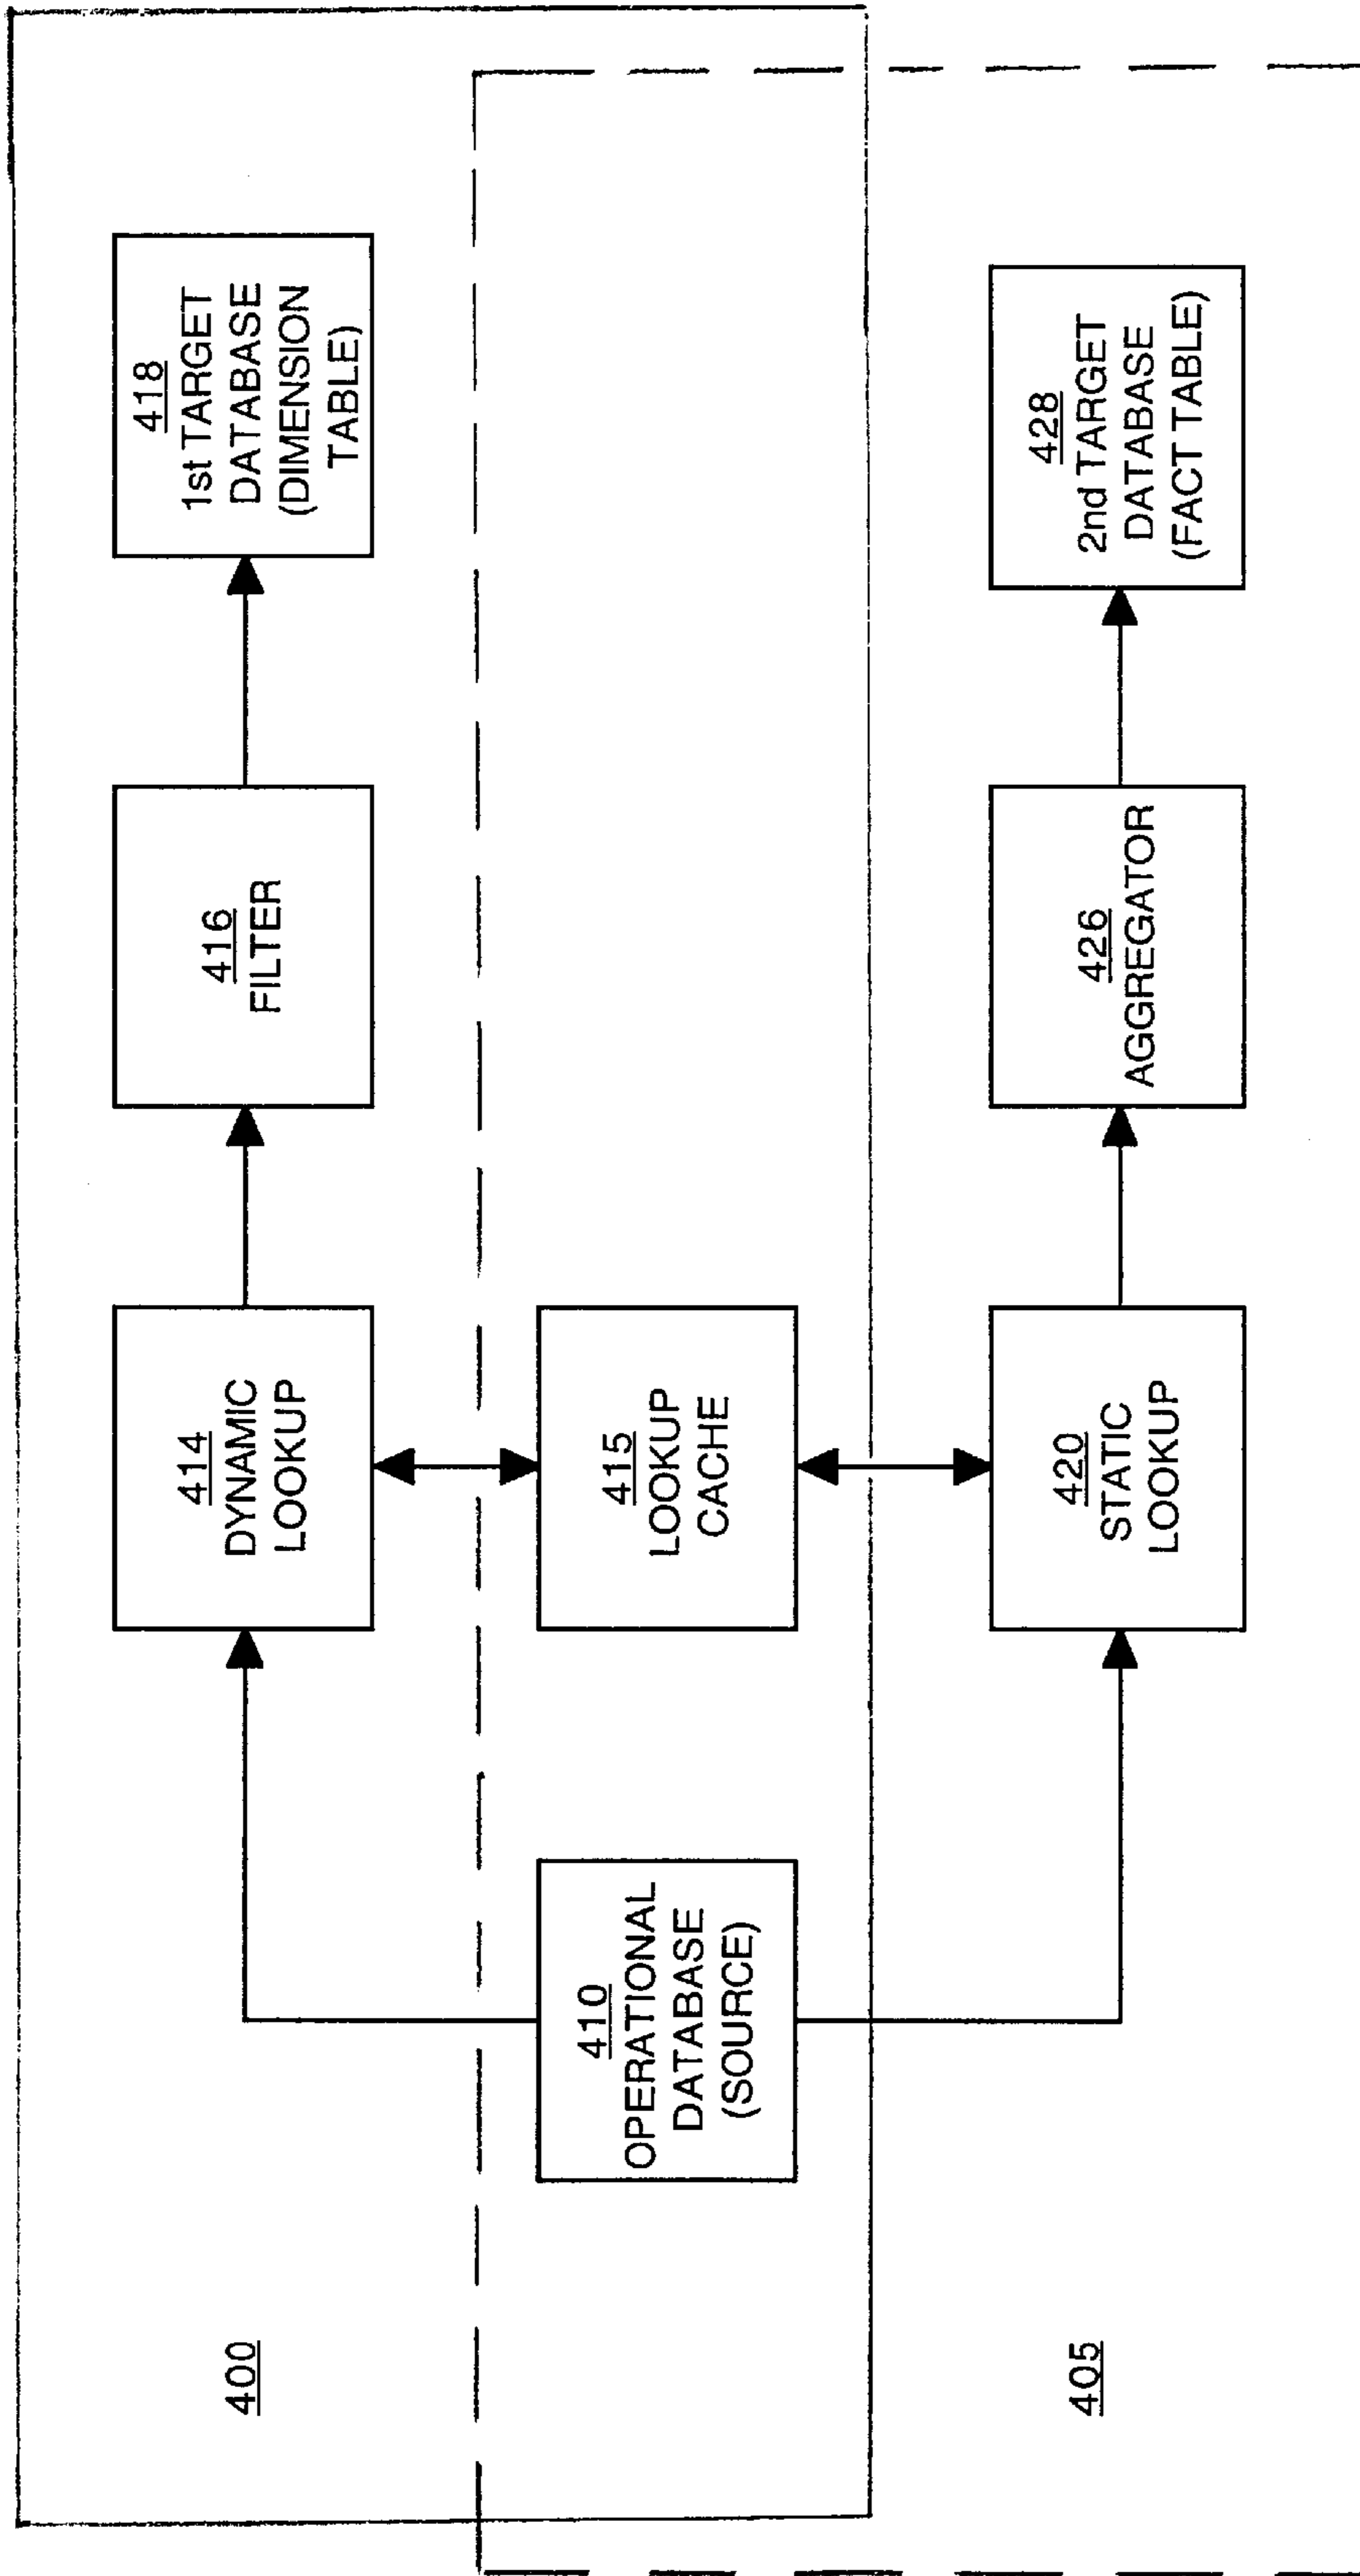 400
414
DYNAMIC
LOOKUP
416
FILTER
418
1st TARGET
DATABASE
(DIMENSION
TABLE)
410
OPERATIONAL
DATABASE
(SOURCE)
415
LOOKUP
CACHE
405
420
STATIC
LOOKUP
426
AGGREGATOR
428
2nd TARGET
DATABASE
(FACT TABLE)